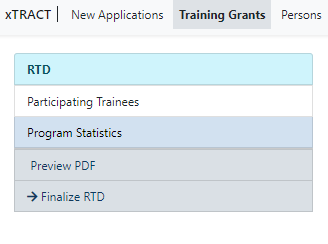 xTRACT | New Applications Training Grants Persons
RTD
Participating Trainees
Program Statistics
Preview PDF
→ Finalize RTD